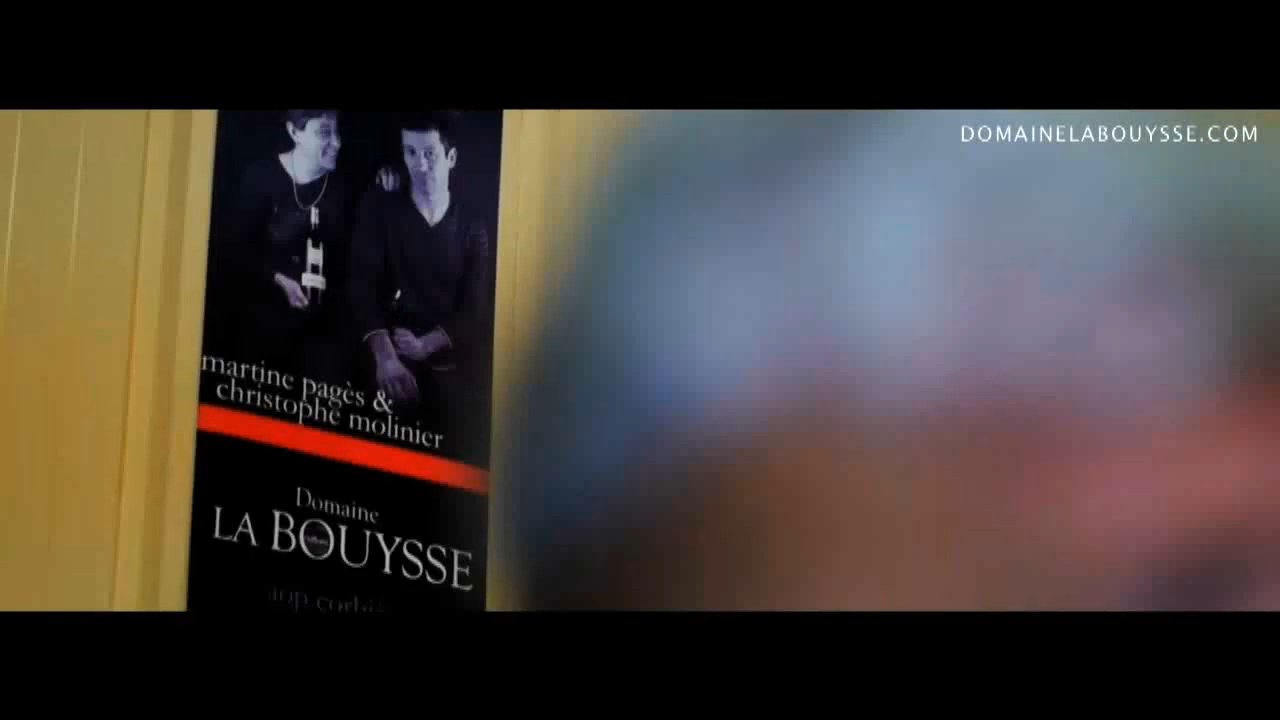 DOMAINELABOUYSSE.COM
martine pagès &
christophe molinier
Domaine
LA BOUYSSE